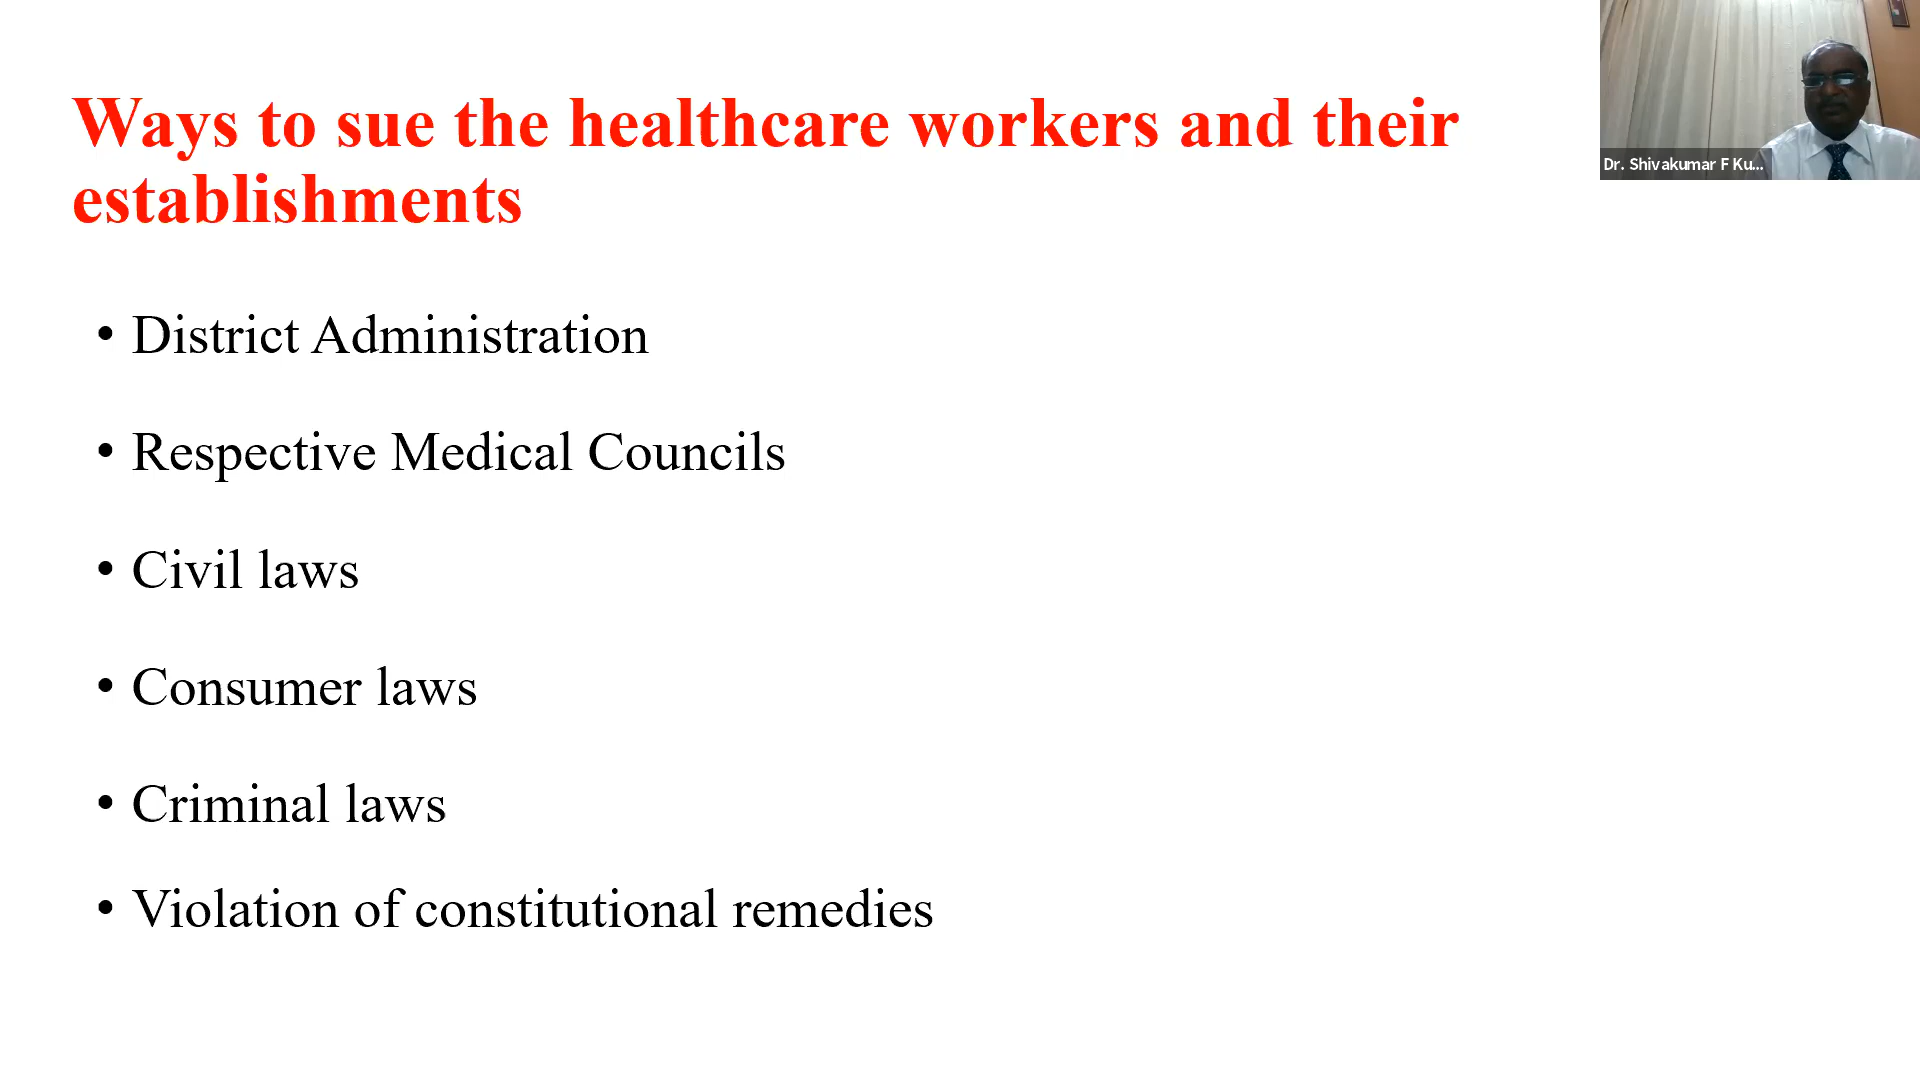 Ways to sue the healthcare workers and their
establishments
• District Administration
• Respective Medical Councils
• Civil laws
• Consumer laws
• Criminal laws
• Violation of constitutional remedies
Dr. Shivakumar F Ku...